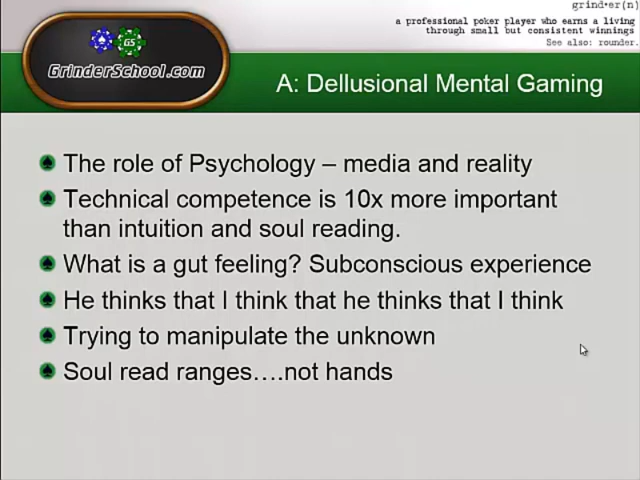 grind•er(n)
a professional poker player who earns a living
through small but consistent winnings
See also: rounder.
GS
GrinderSchool.com
A: Dellusional Mental Gaming
The role of Psychology – media and reality
Technical competence is 10x more important
than intuition and soul reading.
What is a gut feeling? Subconscious experience
He thinks that I think that he thinks that I think
Trying to manipulate the unknown
Soul read ranges….not hands